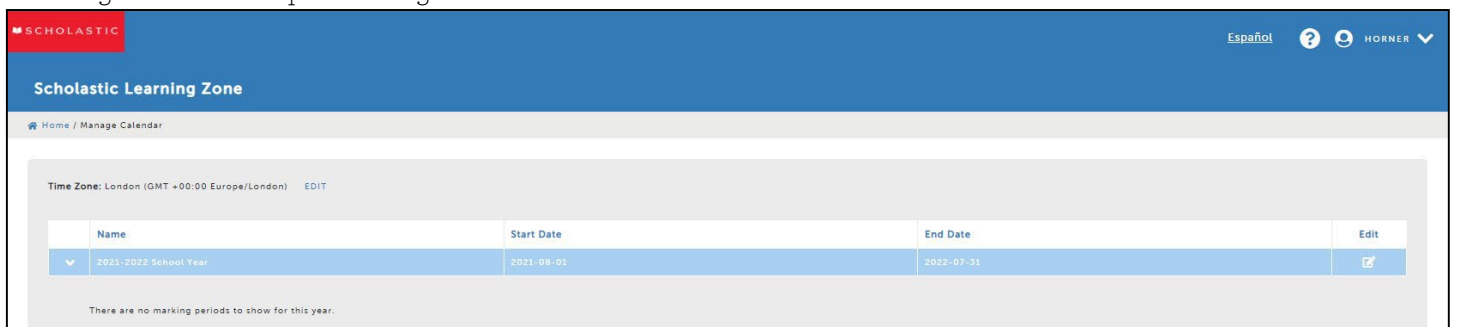 SCHOLASTIC
Español ? HORNER
Scholastic Learning Zone
Home / Manage Calendar
Time Zone: London (GMT +00:00 Europe/London) EDIT
Name Start Date End Date Edit
2021-2022 School Year 2021-08-01 2022-07-31
There are no marking periods to show for this year.